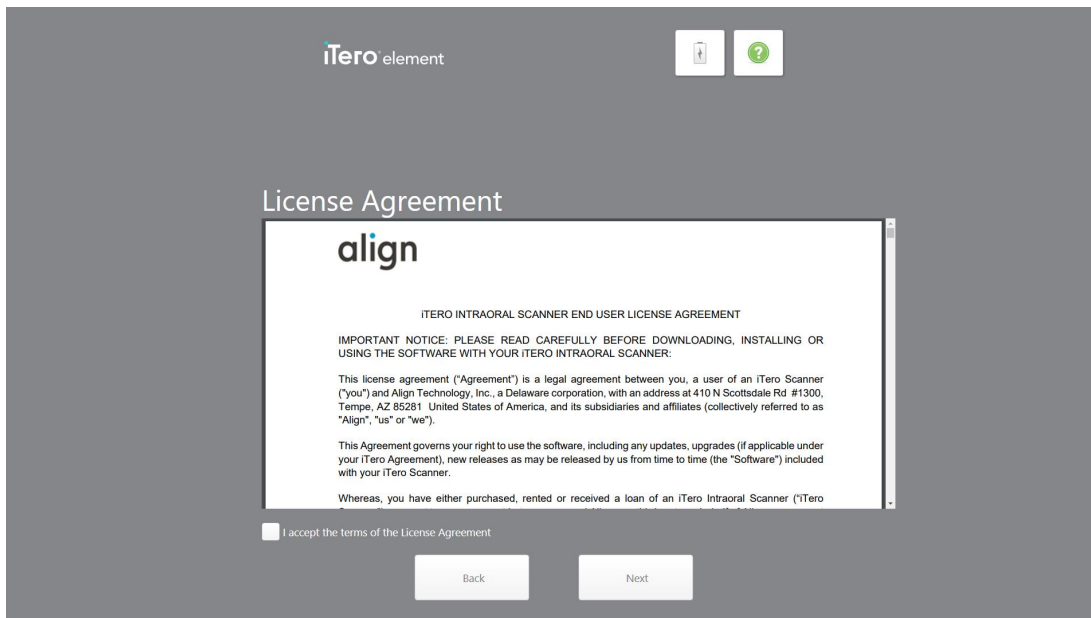 iTero element
License Agreement
align
iTERO INTRAORAL SCANNER END USER LICENSE AGREEMENT
IMPORTANT NOTICE: PLEASE READ CAREFULLY BEFORE DOWNLOADING, INSTALLING OR
USING THE SOFTWARE WITH YOUR iTERO INTRAORAL SCANNER:
This license agreement ("Agreement") is a legal agreement between you, a user of an iTero Scanner
("you") and Align Technology, Inc., a Delaware corporation, with an address at 410 N Scottsdale Rd #1300,
Tempe, AZ 85281 United States of America, and its subsidiaries and affiliates (collectively referred to as
"Align", "us" or "we").
This Agreement governs your right to use the software, including any updates, upgrades (if applicable under
your iTero Agreement), new releases as may be released by us from time to time (the "Software") included
with your iTero Scanner.
Whereas, you have either purchased, rented or received a loan of an iTero Intraoral Scanner ("iTero
I accept the terms of the License Agreement
Back
Next